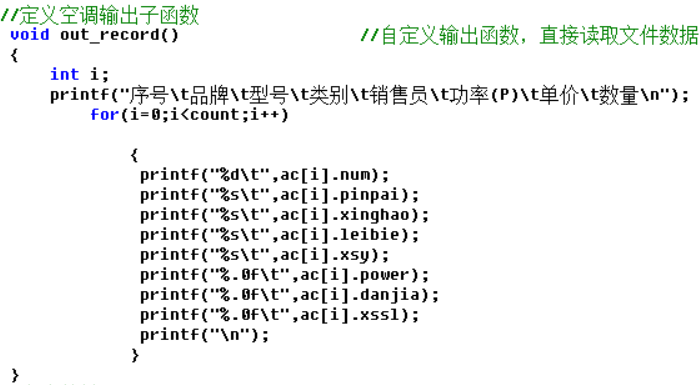 //定义空调输出子函数
void out_record() //自定义输出函数，直接读取文件数据
{
int i;
printf("序号\t品牌\t型号\t类别\t销售员\t功率(P)\t单价\t数量\n");
for(i=0;i<count;i++)
{
printf("%d\t",ac[i].num);
printf("%s\t",ac[i].pinpai);
printf("%s\t",ac[i].xinghao);
printf("%s\t",ac[i].leibie);
printf("%s\t",ac[i].xsy);
printf("%.0f\t",ac[i].power);
printf("%.0f\t",ac[i].danjia);
printf("%.0f\t",ac[i].xssl);
printf("\n");
}
}